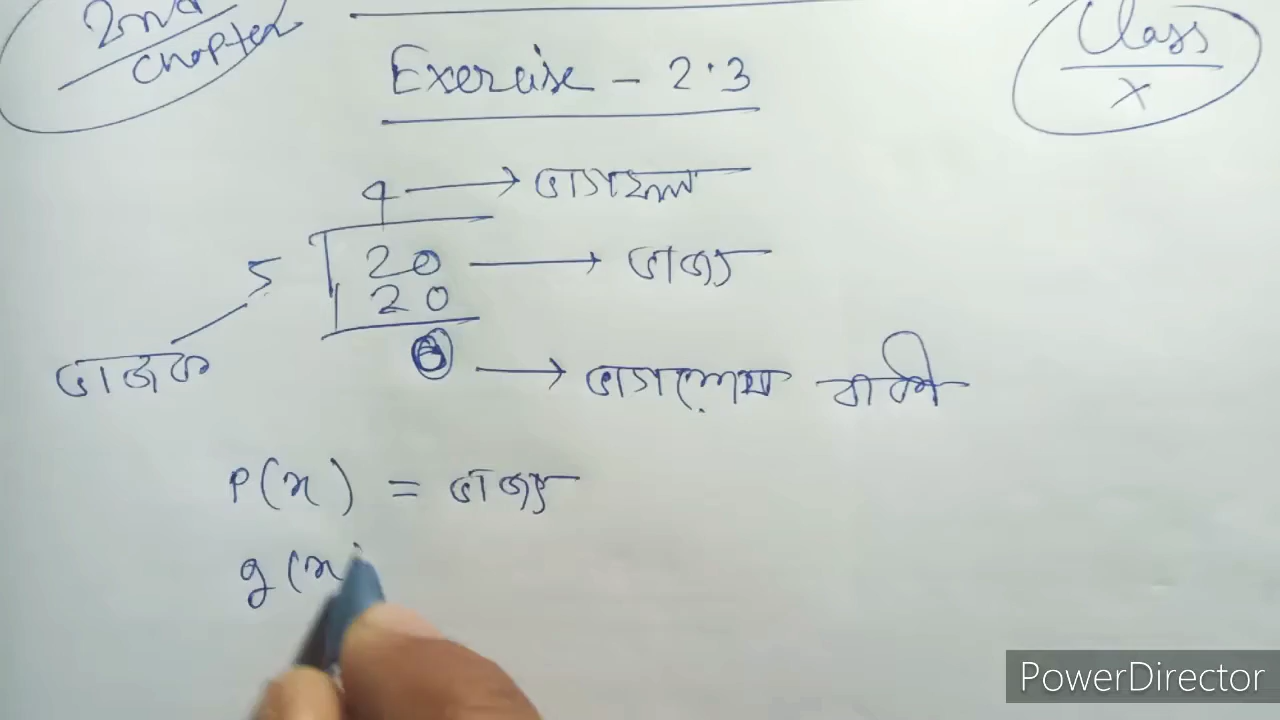 2nd
chapter
Class
X
Exercise - 2.3
4 → ভাগফল
5 20 → ভাজ্য
20
ভাজক
0 → ভাগশেষ বাকী
P(x) = ভাজ্য
g(x)
PowerDirector